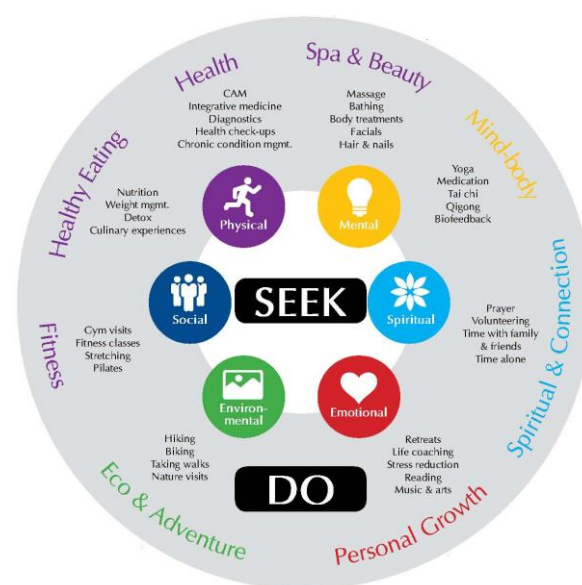 Health
CAM
Integrative medicine
Diagnostics
Health check-ups
Chronic condition mgmt.
Spa & Beauty
Massage
Bathing
Body treatments
Facials
Hair & nails
Mind-body
Yoga
Medication
Tai chi
Qigong
Biofeedback
Healthy Eating
Nutrition
Weight mgmt.
Detox
Culinary experiences
Physical
Mental
Social
SEEK
Spiritual
Spiritual & Connection
Prayer
Volunteering
Time with family
& friends
Time alone
Fitness
Gym visits
Fitness classes
Stretching
Pilates
Environ-
mental
Emotional
Eco & Adventure
Hiking
Biking
Taking walks
Nature visits
DO
Retreats
Life coaching
Stress reduction
Reading
Music & arts
Personal Growth